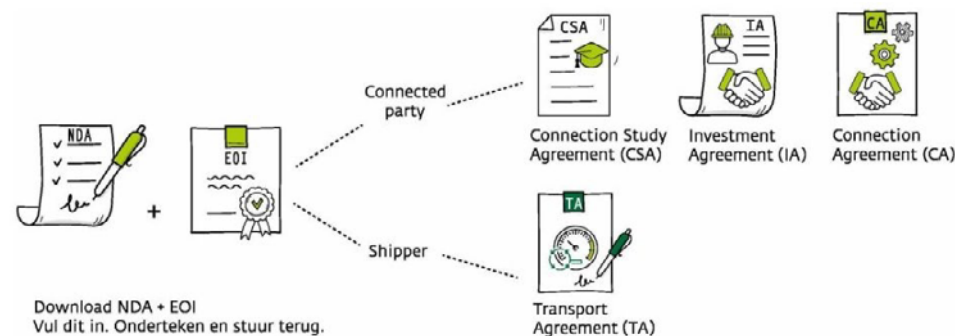 NDA
+
EOI
Download NDA + EOI
Vul dit in. Onderteken en stuur terug.
Connected
party
Shipper
CSA
Connection Study
Agreement (CSA)
IA
Investment
Agreement (IA)
CA
Connection
Agreement (CA)
TA
Transport
Agreement (TA)